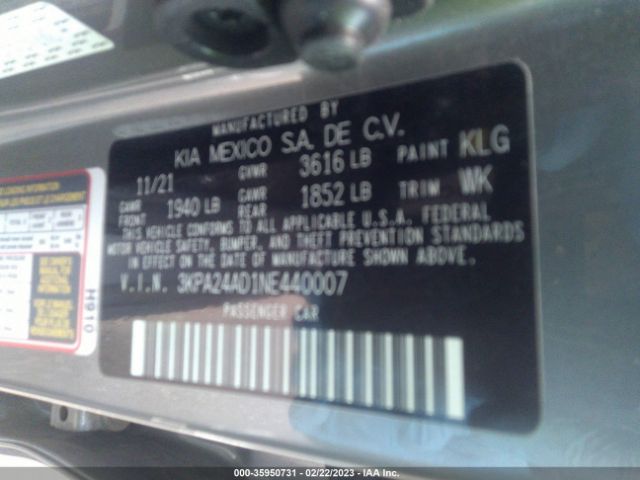 MANUFACTURED BY
KIA MEXICO S.A. DE C.V.
11/21 GVWR 3616 LB PAINT KLG
GAWR FRONT 1940 LB GAWR REAR 1852 LB TRIM WK
THIS VEHICLE CONFORMS TO ALL APPLICABLE U.S.A. FEDERAL
MOTOR VEHICLE SAFETY, BUMPER, AND THEFT PREVENTION STANDARDS
IN EFFECT ON THE DATE OF MANUFACTURE SHOWN ABOVE.
V.I.N. 3KPA24AD1NE440007
PASSENGER CAR
H910
000-35950731 - 02/22/2023 - IAA Inc.